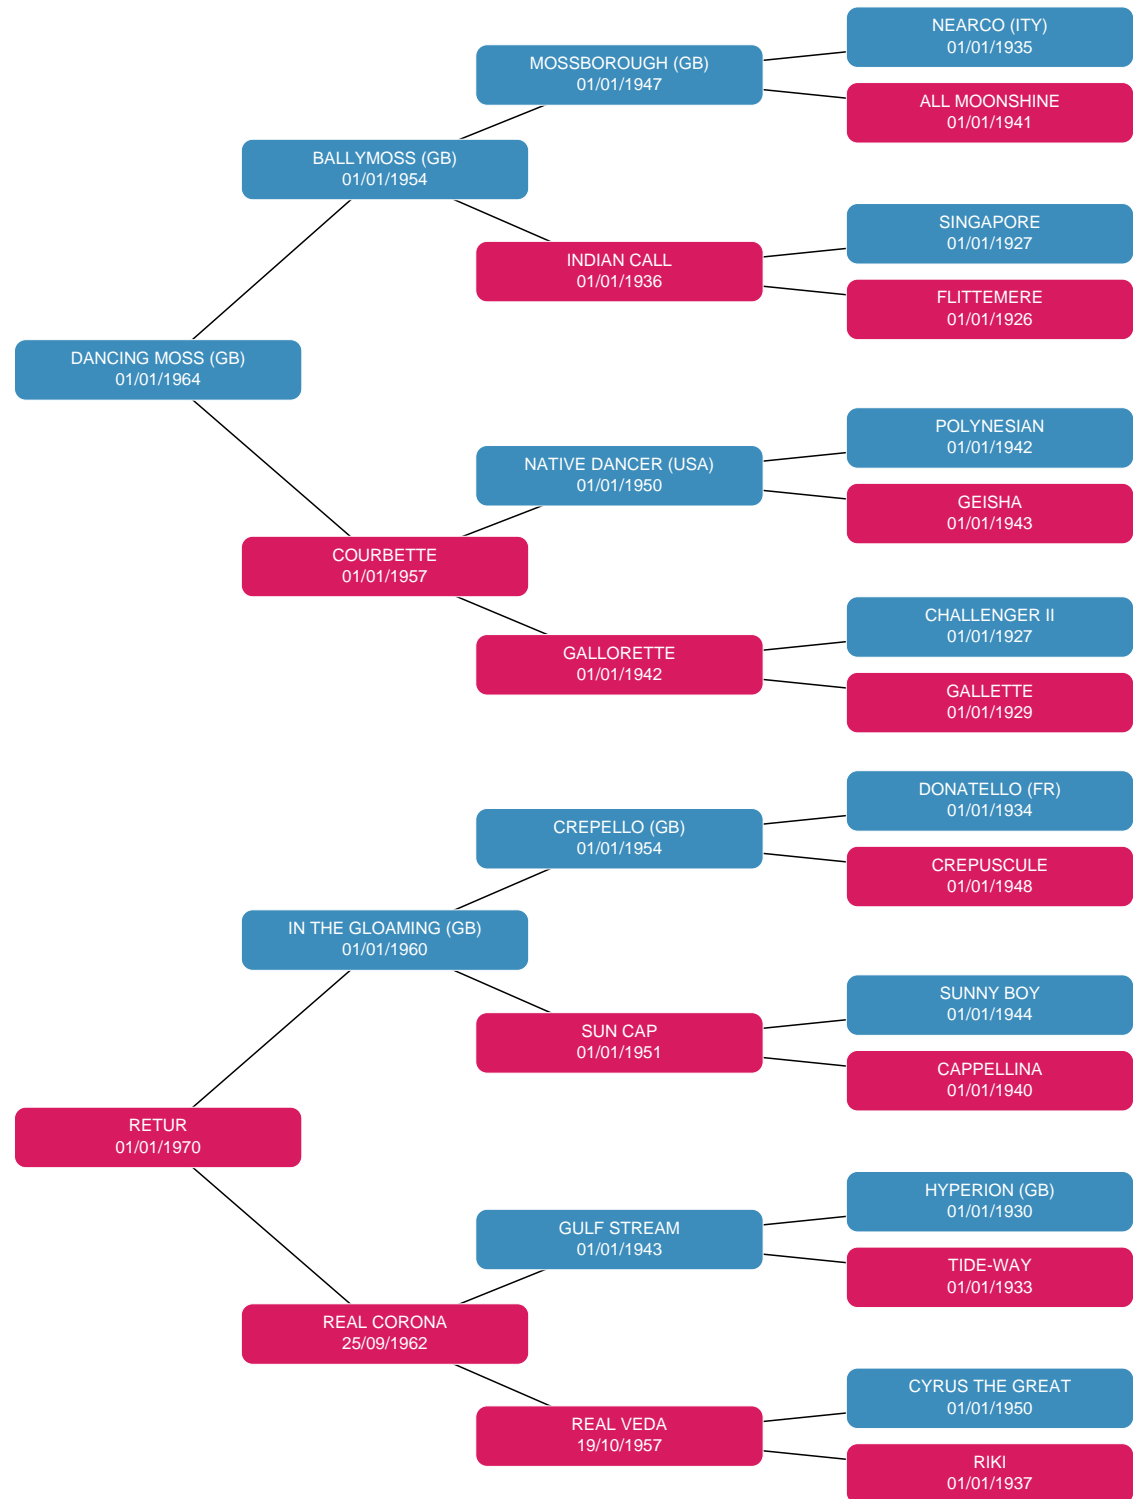 NEARCO (ITY)
01/01/1935
MOSSBOROUGH (GB)
01/01/1947
ALL MOONSHINE
01/01/1941
BALLYMOSS (GB)
01/01/1954
SINGAPORE
01/01/1927
INDIAN CALL
01/01/1936
FLITTEMERE
01/01/1926
DANCING MOSS (GB)
01/01/1964
POLYNESIAN
01/01/1942
NATIVE DANCER (USA)
01/01/1950
GEISHA
01/01/1943
COURBETTE
01/01/1957
CHALLENGER II
01/01/1927
GALLORETTE
01/01/1942
GALLETTE
01/01/1929
DONATELLO (FR)
01/01/1934
CREPELLO (GB)
01/01/1954
CREPUSCULE
01/01/1948
IN THE GLOAMING (GB)
01/01/1960
SUNNY BOY
01/01/1944
SUN CAP
01/01/1951
CAPPELLINA
01/01/1940
RETUR
01/01/1970
HYPERION (GB)
01/01/1930
GULF STREAM
01/01/1943
TIDE-WAY
01/01/1933
REAL CORONA
25/09/1962
CYRUS THE GREAT
01/01/1950
REAL VEDA
19/10/1957
RIKI
01/01/1937